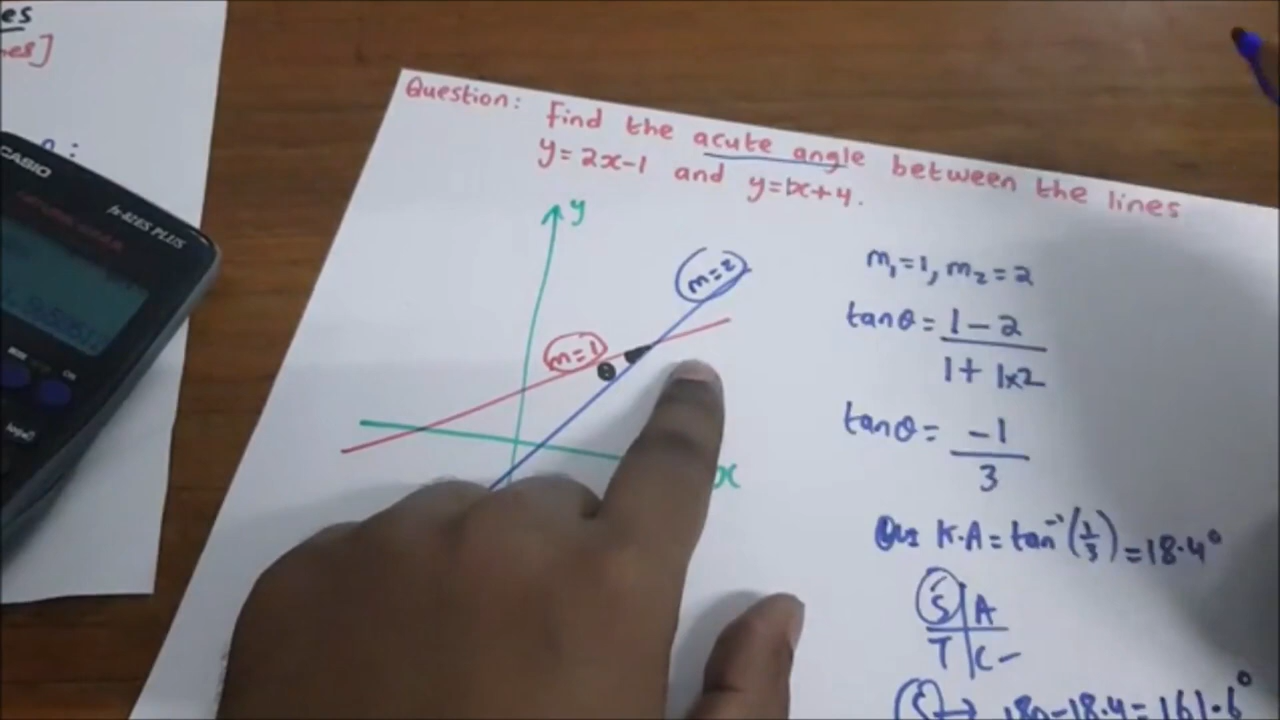 es
nes]
n:
CASIO
fx-82ES PLUS
Question: Find the acute angle between the lines
y=2x-1 and y=x+4.
y
m=2
m=1
x
m₁=1, m₂=2
tanθ= 1-2
1+1x2
tanθ= -1
3
K.A = tan⁻¹(1/3) = 18.4°
S A
T C
S → 180-18.4 = 161.6°